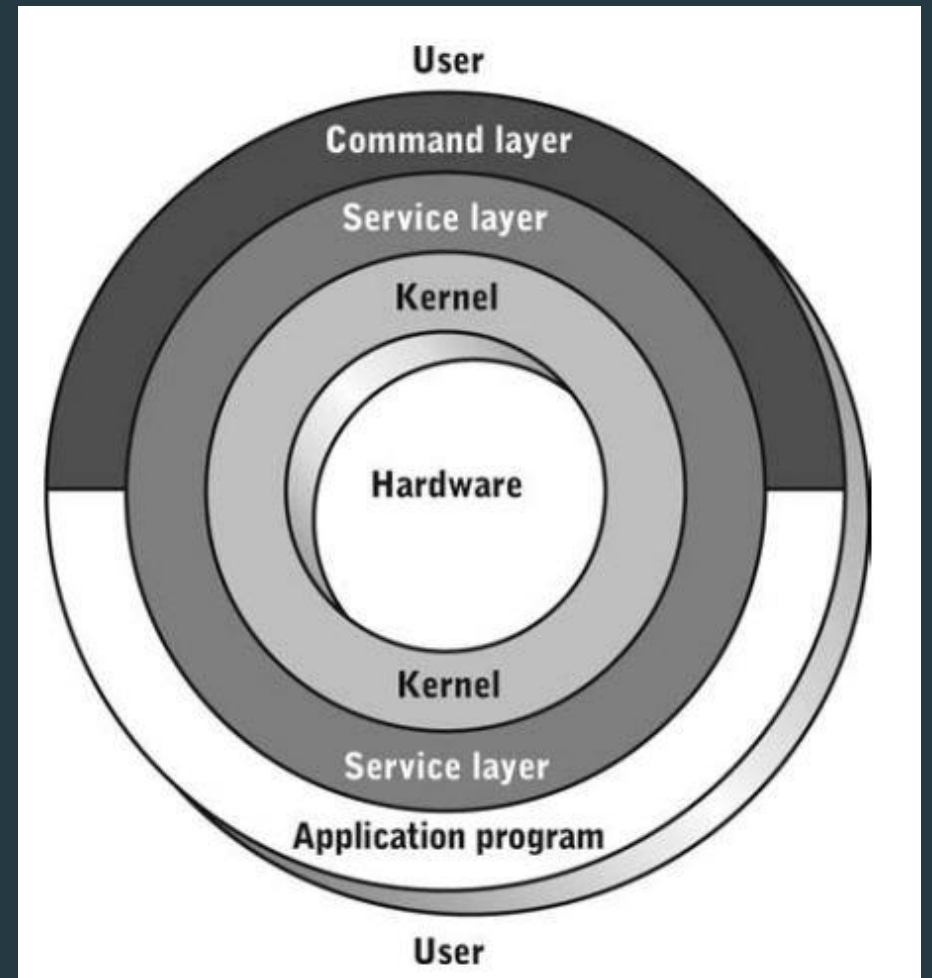 User
Command layer
Service layer
Kernel
Hardware
Kernel
Service layer
Application program
User